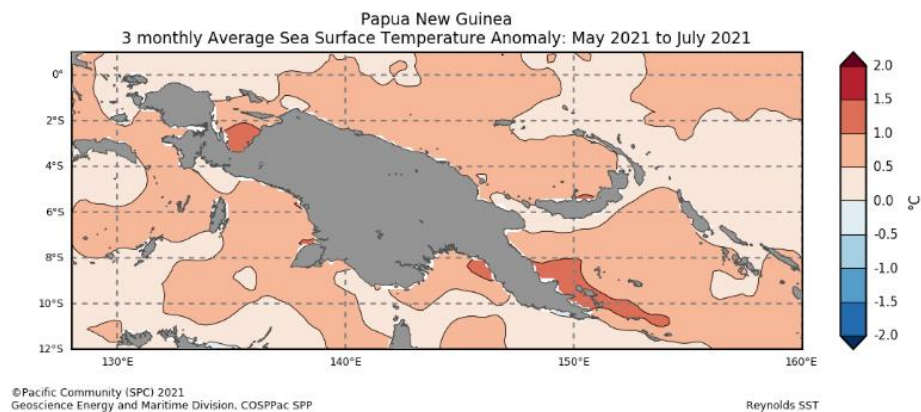 Papua New Guinea
3 monthly Average Sea Surface Temperature Anomaly: May 2021 to July 2021
0°
2°S
4°S
6°S
8°S
10°S
12°S
130°E
140°E
150°E
160°E
2.0
1.5
1.0
0.5
0.0
-0.5
-1.0
-1.5
-2.0
°C
©Pacific Community (SPC) 2021
Geoscience Energy and Maritime Division, COSPPac SPP
Reynolds SST